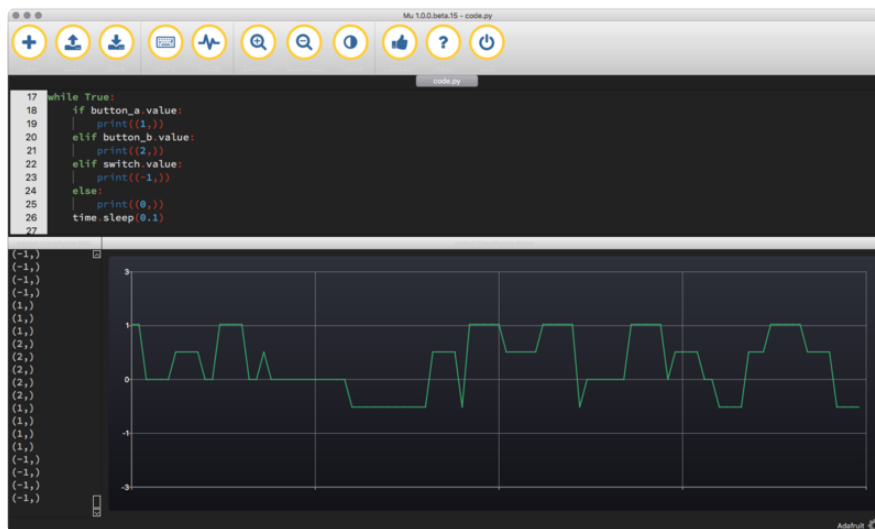 Mu 1.0.0.beta.15 - code.py
?
code.py
17 while True:
18 if button_a.value:
19 print((1,))
20 elif button_b.value:
21 print((2,))
22 elif switch.value:
23 print((-1,))
24 else:
25 print((0,))
26 time.sleep(0.1)
27
(-1,)
(-1,)
(-1,)
(-1,)
(1,)
(1,)
(1,)
(2,)
(2,)
(2,)
(2,)
(2,)
(1,)
(1,)
(1,)
(1,)
(-1,)
(-1,)
(-1,)
(-1,)
3
1
0
-1
-3
Adafruit